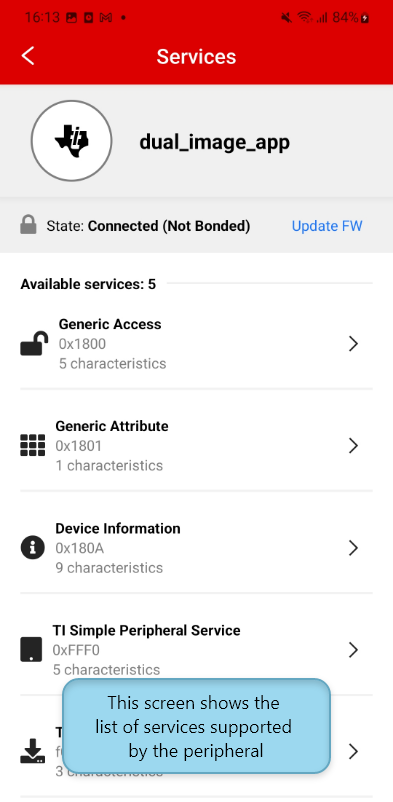 16:13
84%
Services
dual_image_app
State: Connected (Not Bonded)
Update FW
Available services: 5
Generic Access
0x1800
5 characteristics
Generic Attribute
0x1801
1 characteristics
Device Information
0x180A
9 characteristics
TI Simple Peripheral Service
0xFFF0
5 characteristics
This screen shows the
list of services supported
by the peripheral
3 characteristics